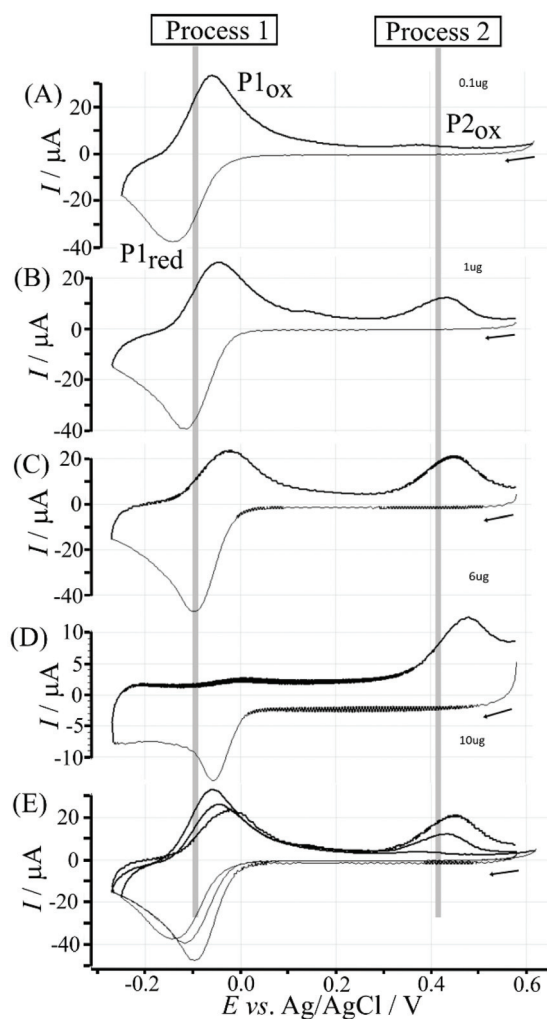 Process 1 Process 2
(A) P1ox 0.1ug
20 P2ox
0
-20
-40 P1red
I / µA
(B) 1ug
20
0
-20
-40
I / µA
(C)
20
0
-20
-40 6ug
I / µA
(D)
10
5
0
-5
-10 10ug
I / µA
(E)
20
0
-20
-40
I / µA
-0.2 0.0 0.2 0.4 0.6
E vs. Ag/AgCl / V